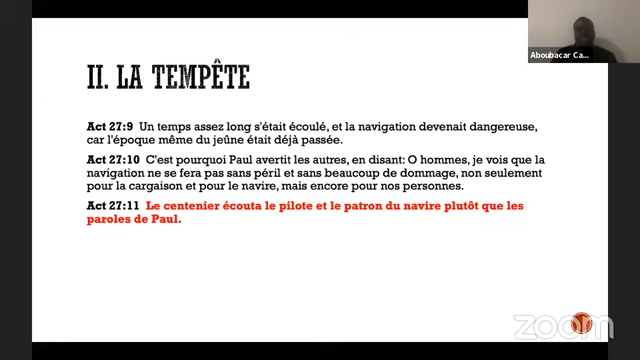 Aboubacar Ca...
II. LA TEMPÊTE
Act 27:9 Un temps assez long s'était écoulé, et la navigation devenait dangereuse,
car l'époque même du jeûne était déjà passée.
Act 27:10 C'est pourquoi Paul avertit les autres, en disant: O hommes, je vois que la
navigation ne se fera pas sans péril et sans beaucoup de dommage, non seulement
pour la cargaison et pour le navire, mais encore pour nos personnes.
Act 27:11 Le centenier écouta le pilote et le patron du navire plutôt que les
paroles de Paul.
zoom